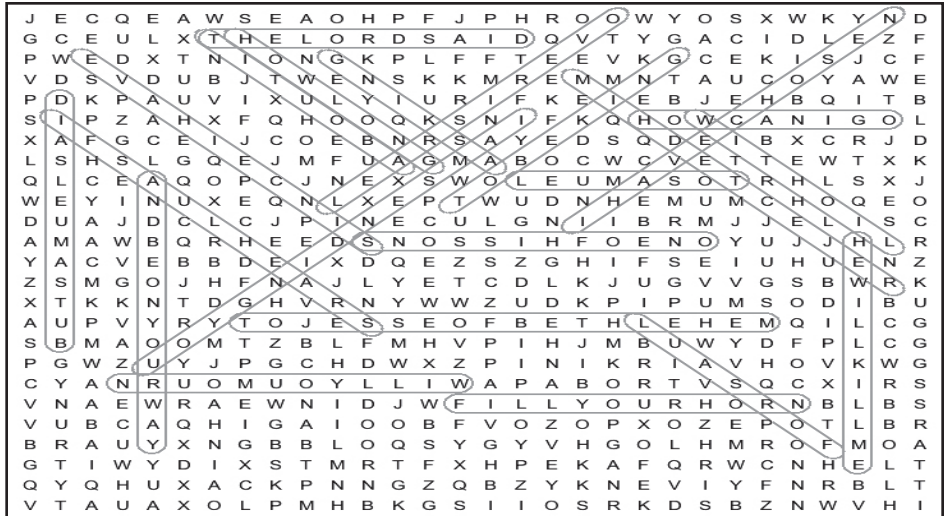 J E C Q E A W S E A O H P F J P H R O O W Y O S X W K Y N D
G C E U L X T H E L O R D S A I D Q V T Y G A C I D L E Z F
P W E D X T N I O N G K P L F F T E E V K G C E K I S J C F
V D S V D U B J T W E N S K K M R E M M N T A U C O Y A W E
P D K P A U V I X U L Y I U R I F K E I E B J E H B Q I T B
S I P Z A H X F Q H O O Q K S N I F K Q H O W C A N I G O L
X A F G C E I J C O E B N R S A Y E D S Q D E I B X C R J D
L S H S L G Q E J M F U A G M A B O C W C V E T T E W T X K
Q L C E A Q O P C J N E X S W O L E U M A S O T R H L S X J
W E Y I N U X E Q N L X E P T W U D N H E M U M C H O Q E O
D U A J D C L C J P I N E C U L G N I I B R M J J E L I S C
A M A W B Q R H E E D S N O S S I H F O E N O Y U J J H L R
Y A C V E B B D E I X D Q E Z S Z G H I F S E I U H U E N Z
Z S M G O J H F N A J L Y E T C D L K J U G V V G S B W R K
X T K K N T D G H V R N Y W W Z U D K P I P U M S O D I B U
A U P V Y R Y T O J E S S E O F B E T H L E H E M Q I L C G
S B M A O O M T Z B L F M H V P I H J M B U W Y D F P L C G
P G W Z U Y J P G C H D W X Z P I N I K R I A V H O V K W G
C Y A N R U O M U O Y L L I W A P A B O R T V S Q C X I R S
V N A E W R A E W N I D J W F I L L Y O U R H O R N B L B S
V U B C A Q H I G A I O O B F V O Z O P X O Z E P O T L B R
B R A U Y X N G B B L O Q S Y G Y V H G O L H M R O F M O A
G T I W Y D I X S T M R T F X H P E K A F Q R W C N H E L T
Q Y Q H U X A C K P N N G Z Q B Z Y K N E V I Y F N R B L T
V T A U A X O L P M H B K G S I I O S R K D S B Z N W V H I